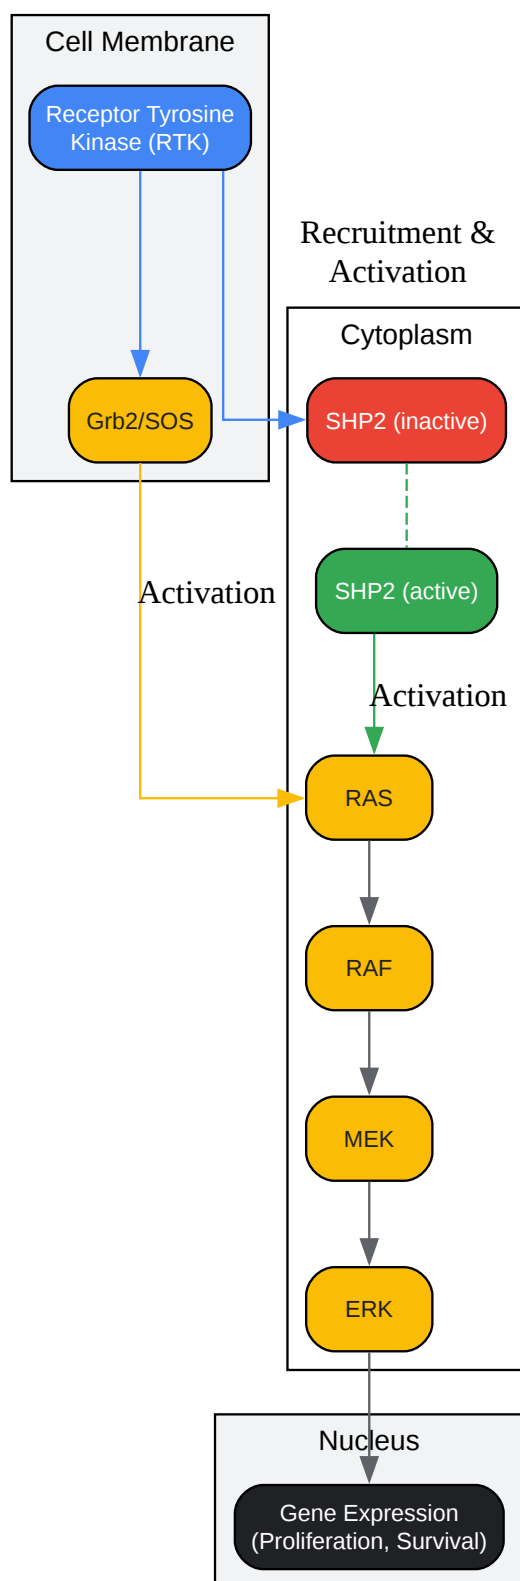 Cell Membrane
Receptor Tyrosine
Kinase (RTK)
Recruitment &
Activation
Cytoplasm
Grb2/SOS
SHP2 (inactive)
Activation
SHP2 (active)
Activation
RAS
RAF
MEK
ERK
Nucleus
Gene Expression
(Proliferation, Survival)